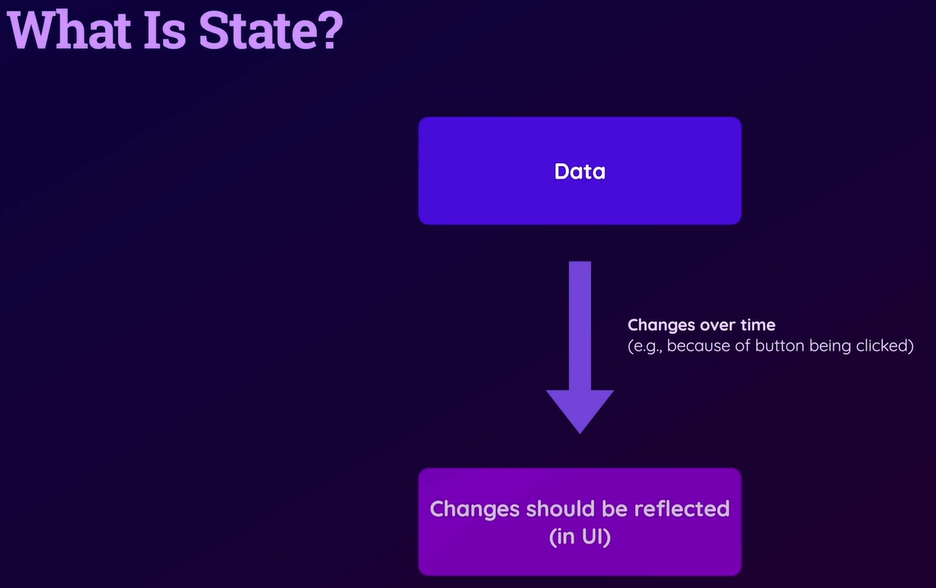 What Is State?
Data
Changes over time
(e.g., because of button being clicked)
Changes should be reflected
(in UI)